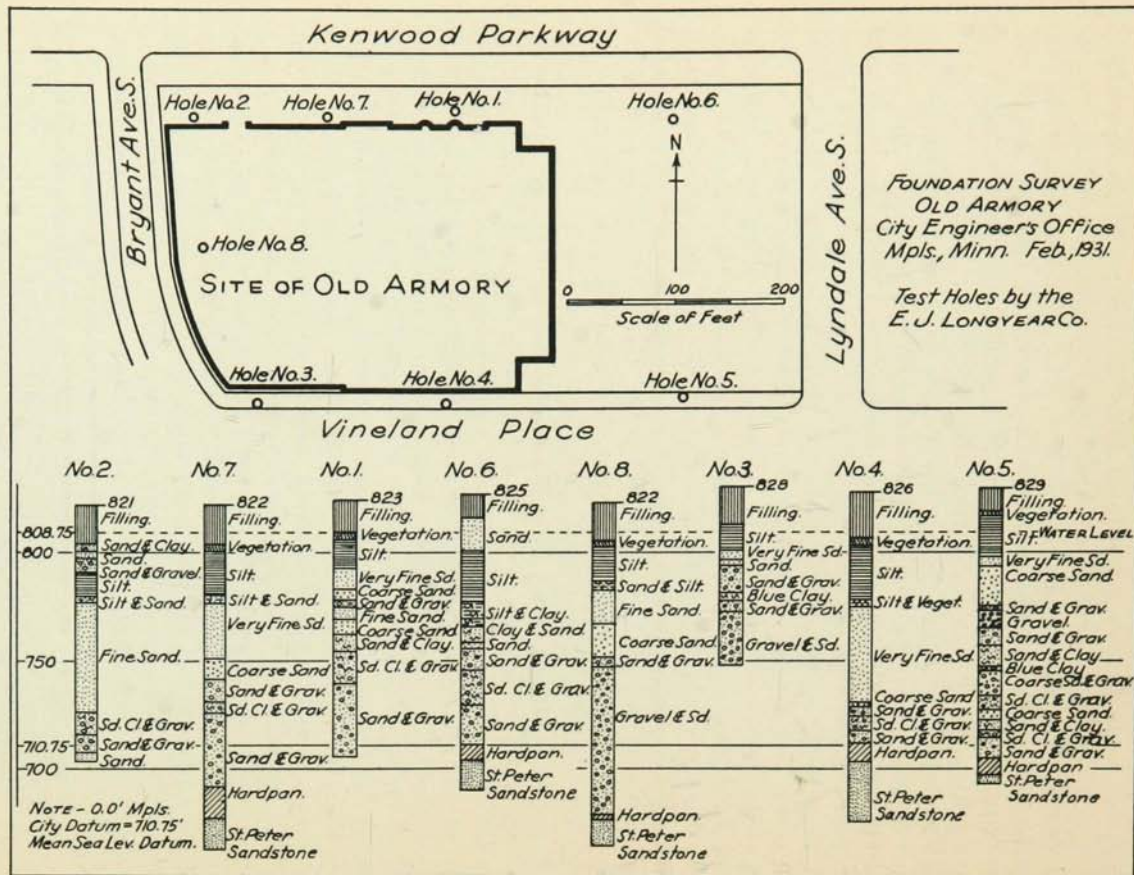 Kenwood Parkway
Bryant Ave. S.
Hole No. 2.
Hole No. 7.
Hole No. 1.
Hole No. 6.
N
Hole No. 8.
SITE OF OLD ARMORY
0 100 200
Scale of Feet
Hole No. 3.
Hole No. 4.
Hole No. 5.
Vineland Place
Lyndale Ave. S.
FOUNDATION SURVEY
OLD ARMORY
City Engineer's Office
Mpls., Minn. Feb., 1931.
Test Holes by the
E. J. LONGYEAR CO.
808.75
800
750
710.75
700
No. 2.
821
Filling.
Sand & Clay.
Sand.
Sand & Gravel.
Silt.
Silt & Sand.
Fine Sand.
Sd. Cl. & Grav.
Sand & Grav.
Sand.
No. 7.
822
Filling.
Vegetation.
Silt.
Silt & Sand.
Very Fine Sd.
Coarse Sand
Sand & Grav.
Sd. Cl. & Grav.
Sand & Grav.
Hardpan.
St. Peter
Sandstone
No. 1.
823
Filling.
Vegetation.
Silt.
Very Fine Sd.
Coarse Sand.
Sand & Grav.
Fine Sand.
Coarse Sand.
Sand & Clay.
Sd. Cl. & Grav.
Sand & Grav.
No. 6.
825
Filling.
Sand.
Silt.
Silt & Clay.
Clay & Sand.
Sand.
Sand & Grav.
Sd. Cl. & Grav.
Sand & Grav.
Hardpan.
St. Peter
Sandstone
No. 8.
822
Filling.
Vegetation.
Silt.
Sand & Silt.
Fine Sand.
Coarse Sand.
Sand & Grav.
Gravel & Sd.
Hardpan.
St. Peter
Sandstone
No. 3.
828
Filling.
Silt.
Very Fine Sd.
Sand.
Sand & Grav.
Blue Clay.
Sand & Grav.
Gravel & Sd.
No. 4.
826
Filling.
Vegetation.
Silt.
Silt & Veget.
Very Fine Sd.
Coarse Sand
Sand & Grav.
Sd. Cl. & Grav.
Sand & Grav.
Hardpan.
St. Peter
Sandstone
No. 5.
829
Filling.
Vegetation.
Silt. WATER LEVEL
Very Fine Sd.
Coarse Sand.
Sand & Grav.
Gravel.
Sand & Grav.
Sand & Clay
Blue Clay
Coarse Sd. & Grav.
Sd. Cl. & Grav.
Coarse Sand.
Sand & Clay.
Sd. Cl. & Grav.
Sand & Grav.
Hardpan
St. Peter
Sandstone
NOTE - 0.0' Mpls.
City Datum = 710.75'
Mean Sea Lev. Datum.